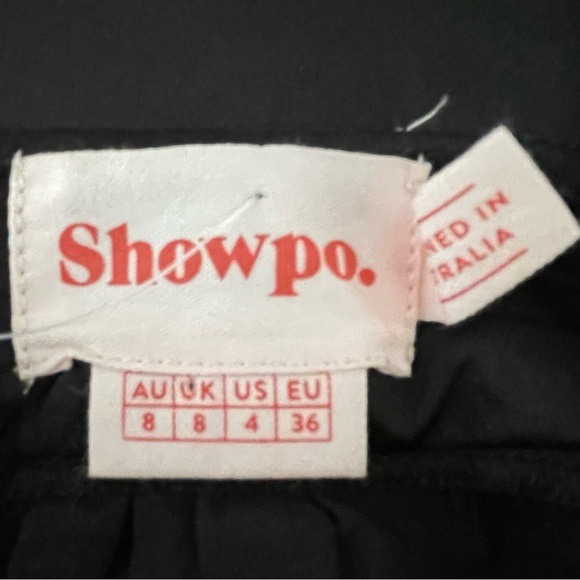 Showpo.
NED IN
RALIA
AU UK US EU
8 8 4 36